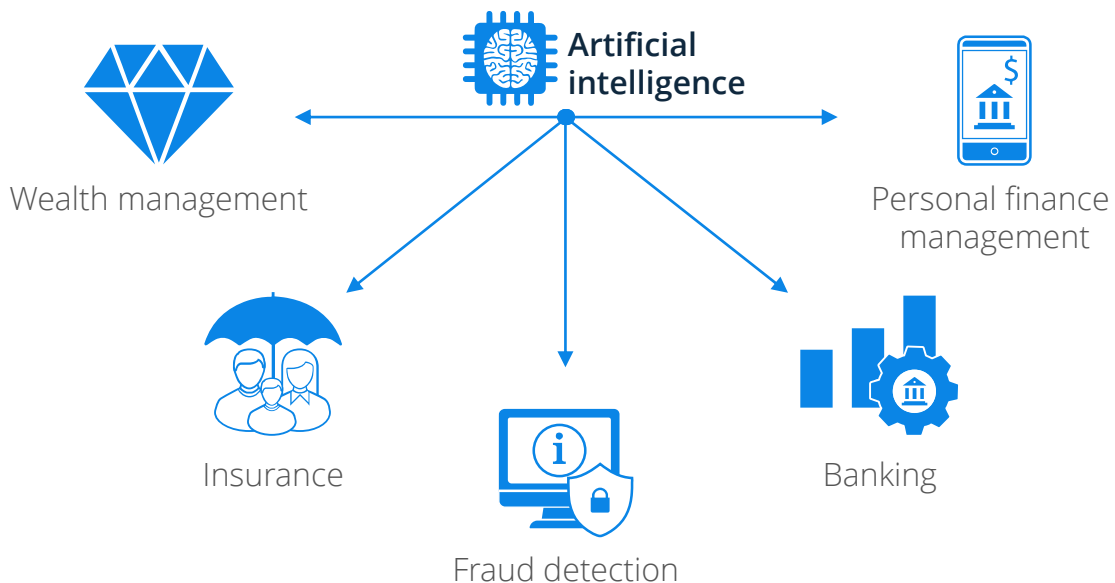 Artificial
intelligence
$
Wealth management
Personal finance
management
i
Insurance
Banking
Fraud detection